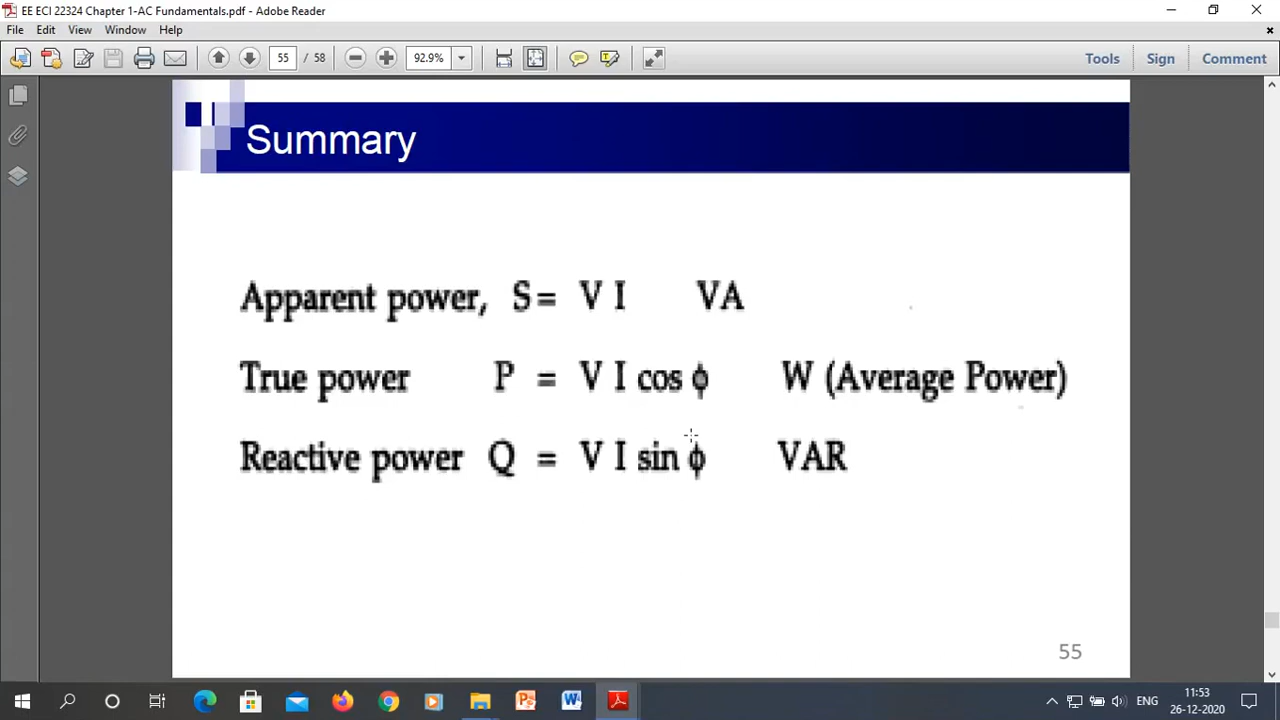 EE ECI 22324 Chapter 1-AC Fundamentals.pdf - Adobe Reader
File Edit View Window Help
55 / 58 92.9% Tools Sign Comment
Summary
Apparent power, S = V I VA
True power P = V I cos ϕ W (Average Power)
Reactive power Q = V I sin ϕ VAR
55
ENG 11:53
26-12-2020